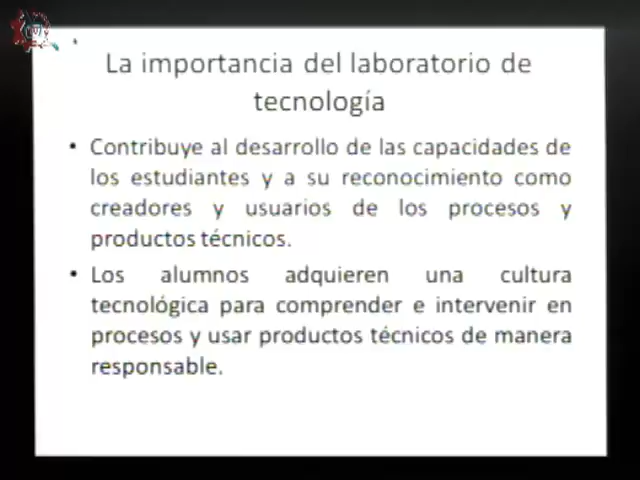 La importancia del laboratorio de
tecnología
• Contribuye al desarrollo de las capacidades de
los estudiantes y a su reconocimiento como
creadores y usuarios de los procesos y
productos técnicos.
• Los alumnos adquieren una cultura
tecnológica para comprender e intervenir en
procesos y usar productos técnicos de manera
responsable.